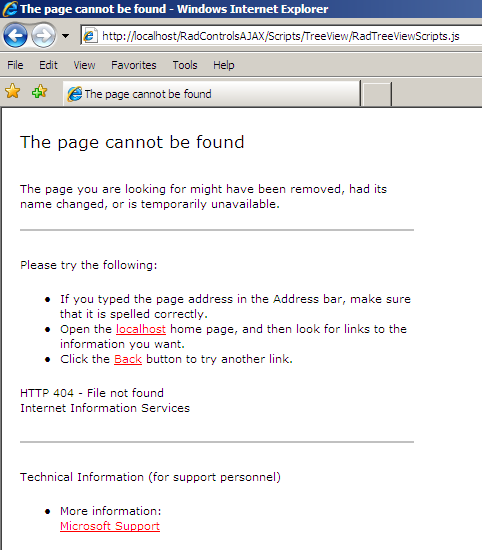 The page cannot be found - Windows Internet Explorer
http://localhost/RadControlsAJAX/Scripts/TreeView/RadTreeViewScripts.js
File Edit View Favorites Tools Help
The page cannot be found
The page cannot be found
The page you are looking for might have been removed, had its
name changed, or is temporarily unavailable.
Please try the following:
• If you typed the page address in the Address bar, make sure
that it is spelled correctly.
• Open the localhost home page, and then look for links to the
information you want.
• Click the Back button to try another link.
HTTP 404 - File not found
Internet Information Services
Technical Information (for support personnel)
• More information:
Microsoft Support